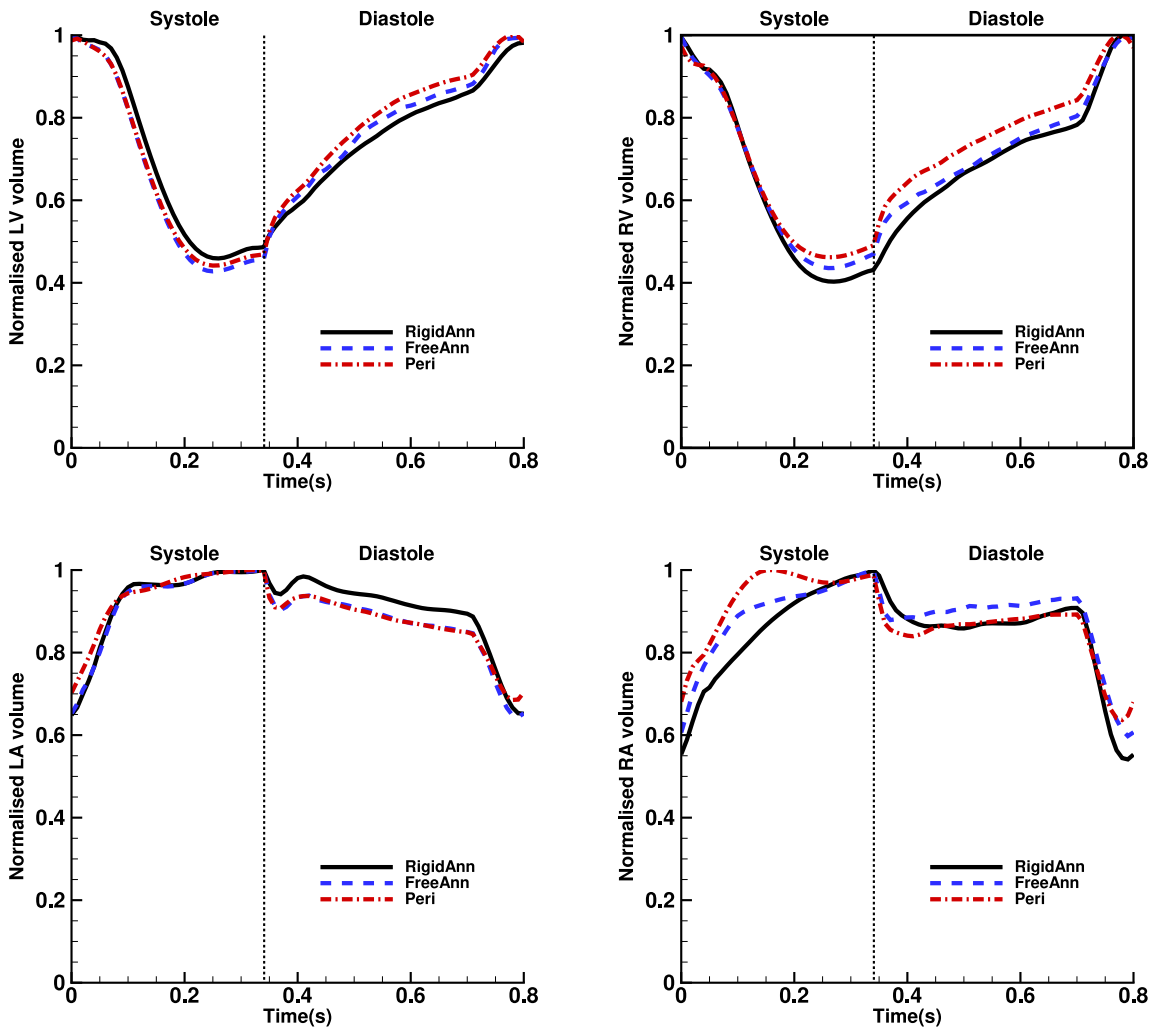 Systole Diastole
Normalised LV volume
1
0.8
0.6
0.4
0.2
0
RigidAnn
FreeAnn
Peri
0 0.2 0.4 0.6 0.8
Time(s)
Systole Diastole
Normalised RV volume
1
0.8
0.6
0.4
0.2
0
RigidAnn
FreeAnn
Peri
0 0.2 0.4 0.6 0.8
Time(s)
Systole Diastole
Normalised LA volume
1
0.8
0.6
0.4
0.2
0
RigidAnn
FreeAnn
Peri
0 0.2 0.4 0.6 0.8
Time(s)
Systole Diastole
Normalised RA volume
1
0.8
0.6
0.4
0.2
0
RigidAnn
FreeAnn
Peri
0 0.2 0.4 0.6 0.8
Time(s)